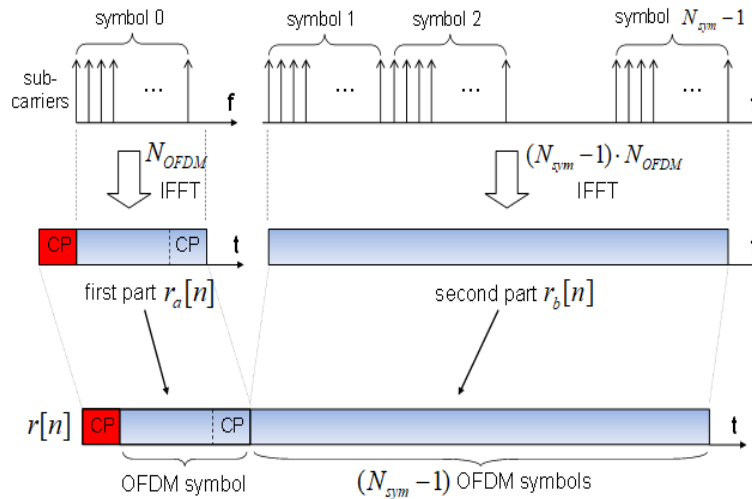 symbol 0 symbol 1 symbol 2 symbol N_sym − 1
...
...
...
...
sub-
carriers
f
N_OFDM
IFFT
(N_sym − 1) · N_OFDM
IFFT
CP
CP
t
first part r_a[n]
second part r_b[n]
r[n]
CP
CP
t
OFDM symbol
(N_sym − 1) OFDM symbols